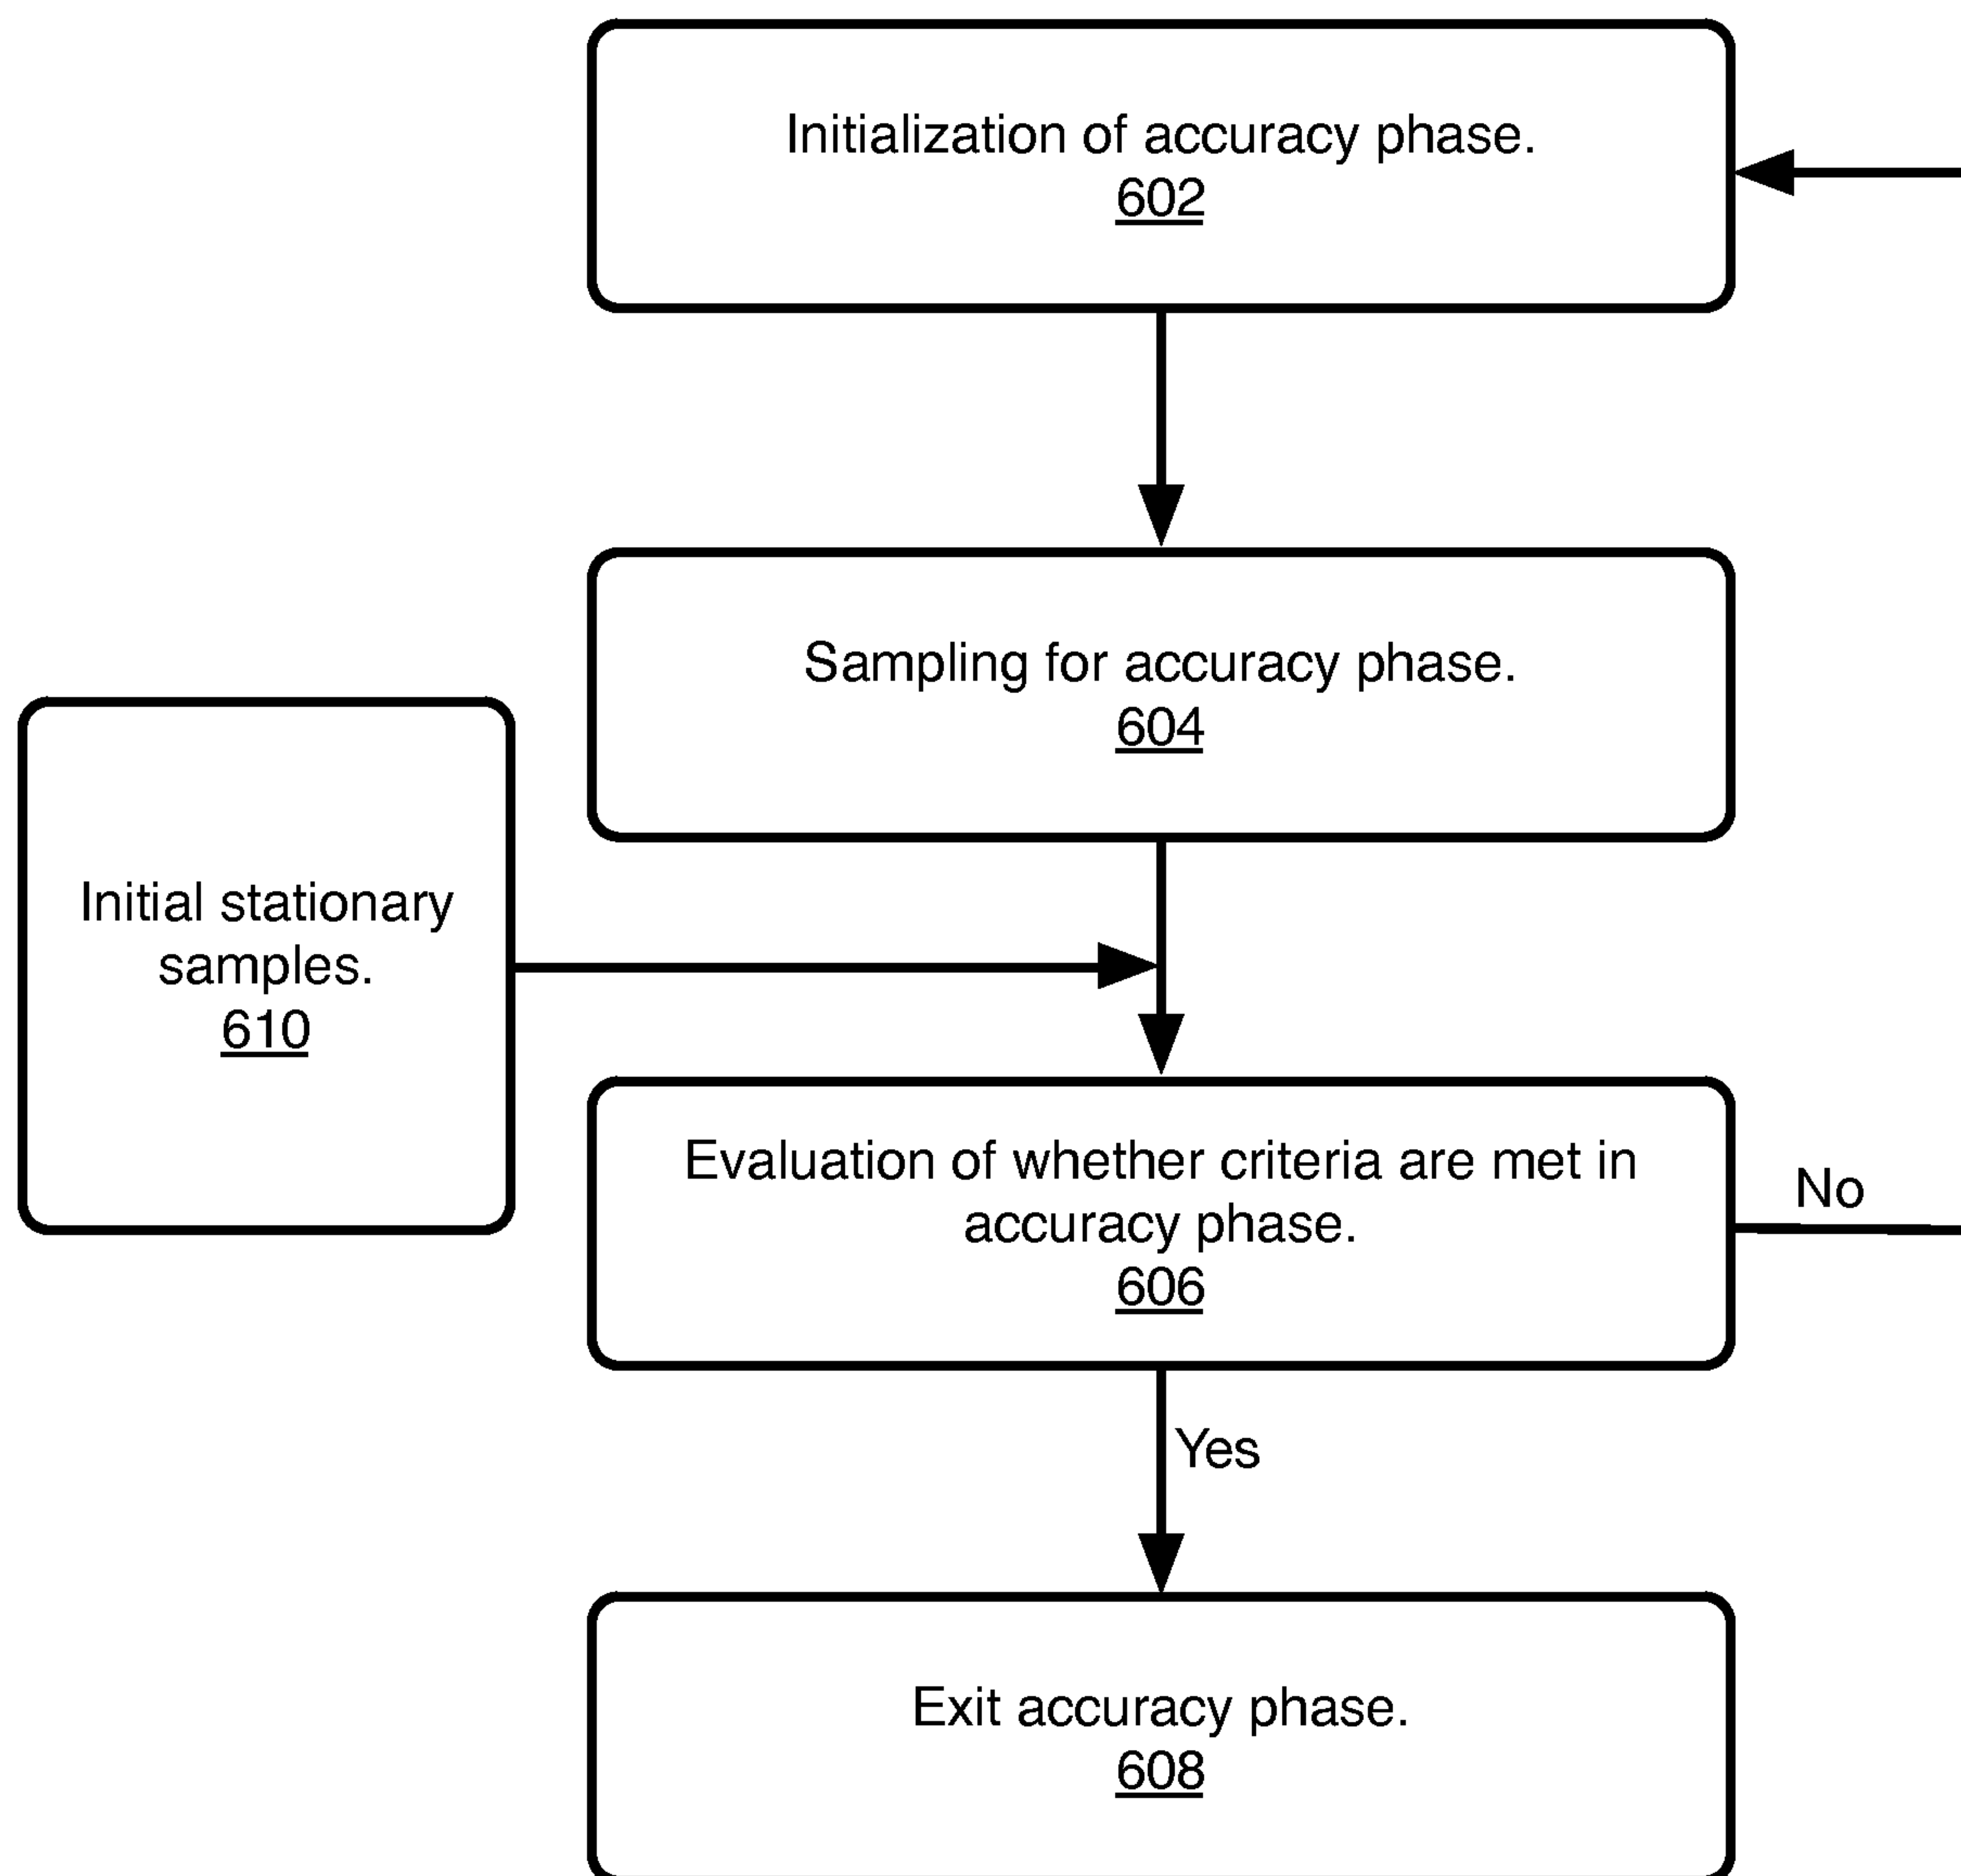 Initialization of accuracy phase.
602
Sampling for accuracy phase.
604
Initial stationary
samples.
610
Evaluation of whether criteria are met in
accuracy phase.
606
No
Yes
Exit accuracy phase.
608